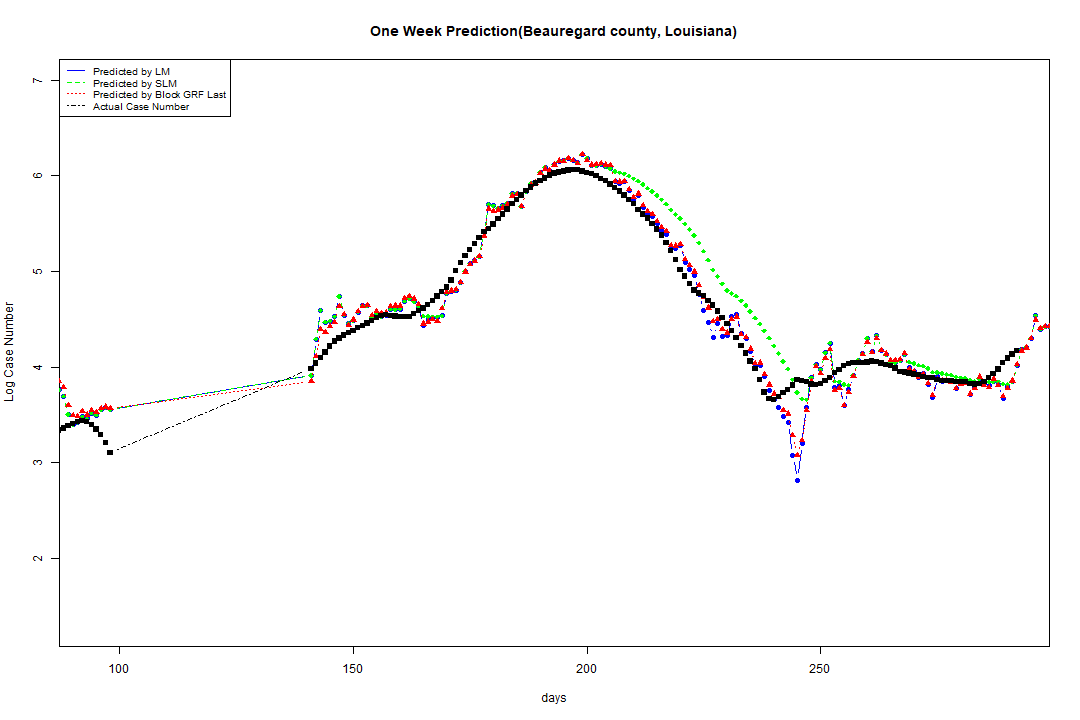 One Week Prediction(Beauregard county, Louisiana)
Predicted by LM
Predicted by SLM
Predicted by Block GRF Last
Actual Case Number
7
6
5
4
3
2
Log Case Number
100 150 200 250
days